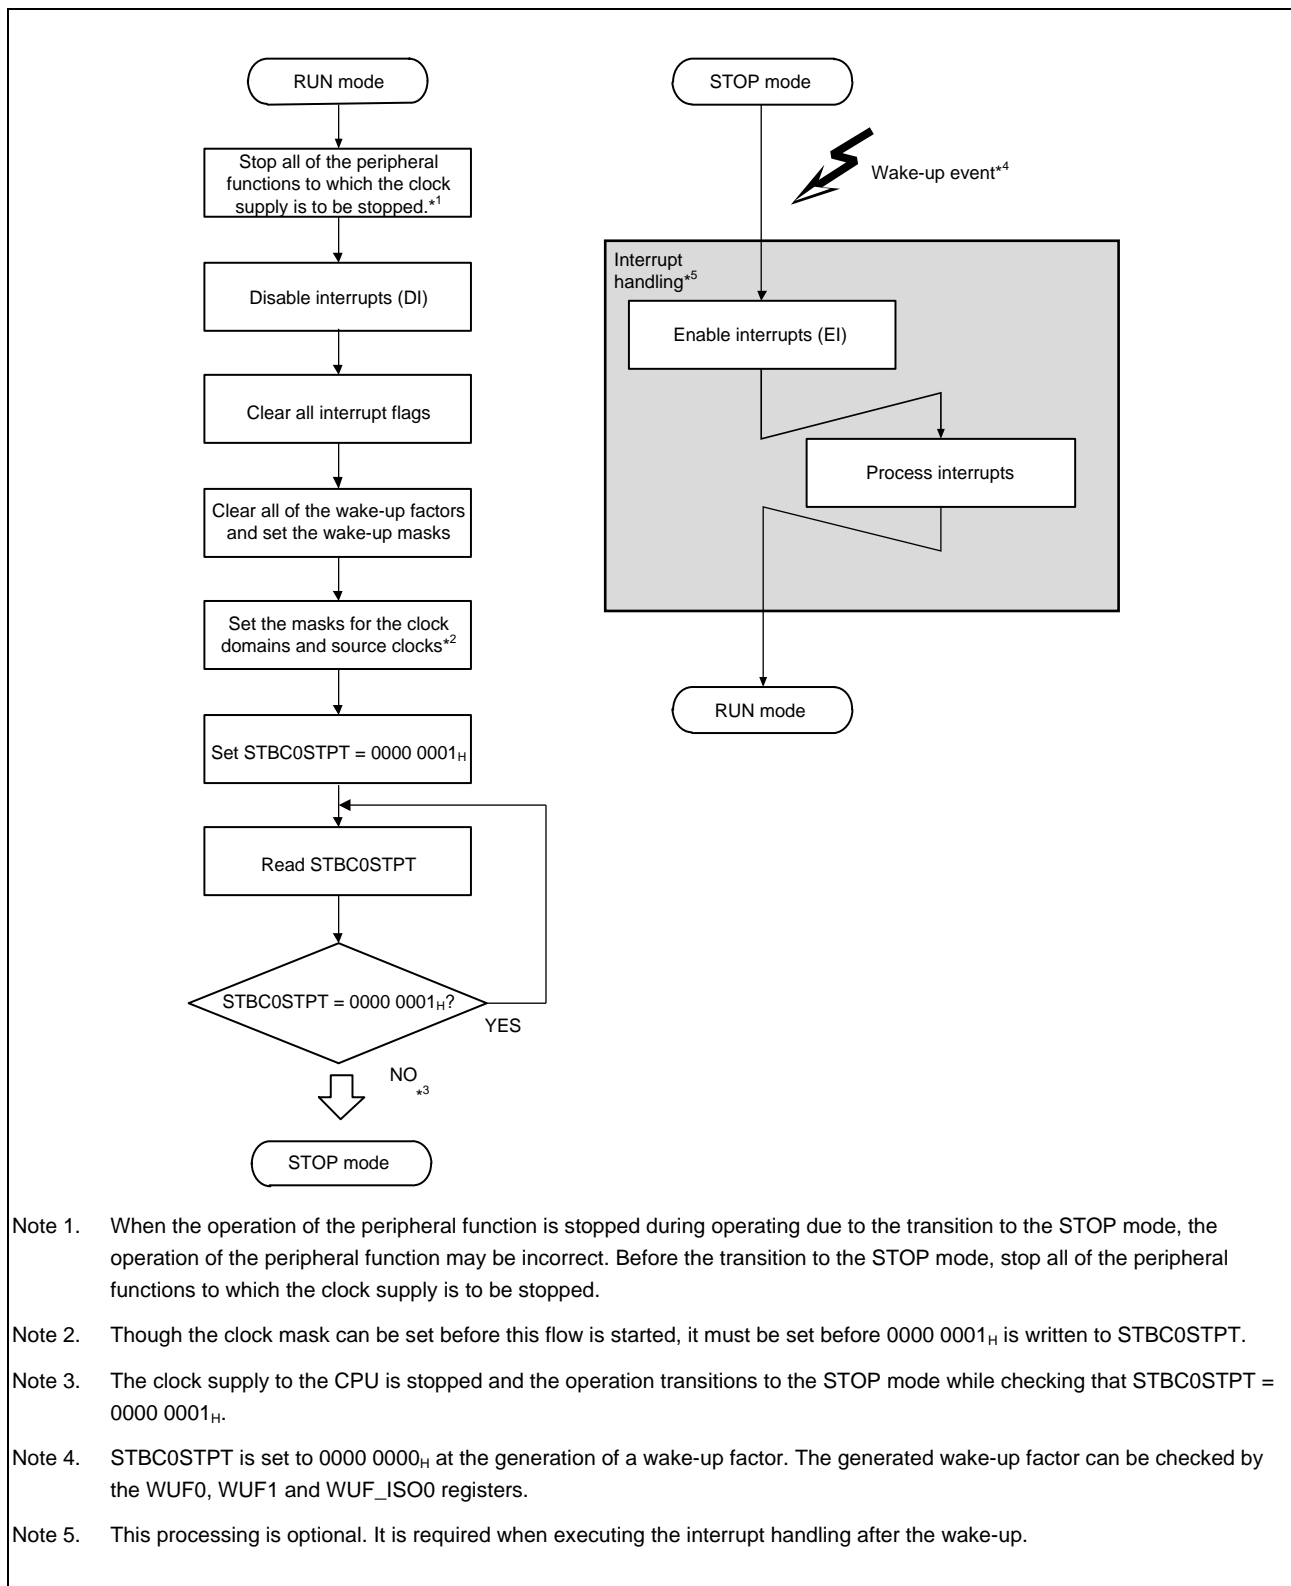 RUN mode
Stop all of the peripheral
functions to which the clock
supply is to be stopped.*1
Disable interrupts (DI)
Clear all interrupt flags
Clear all of the wake-up factors
and set the wake-up masks
Set the masks for the clock
domains and source clocks*2
Set STBC0STPT = 0000 0001H
Read STBC0STPT
STBC0STPT = 0000 0001H?
YES
NO
*3
STOP mode
STOP mode
Wake-up event*4
Interrupt
handling*5
Enable interrupts (EI)
Process interrupts
RUN mode
Note 1. When the operation of the peripheral function is stopped during operating due to the transition to the STOP mode, the
operation of the peripheral function may be incorrect. Before the transition to the STOP mode, stop all of the peripheral
functions to which the clock supply is to be stopped.
Note 2. Though the clock mask can be set before this flow is started, it must be set before 0000 0001H is written to STBC0STPT.
Note 3. The clock supply to the CPU is stopped and the operation transitions to the STOP mode while checking that STBC0STPT =
0000 0001H.
Note 4. STBC0STPT is set to 0000 0000H at the generation of a wake-up factor. The generated wake-up factor can be checked by
the WUF0, WUF1 and WUF_ISO0 registers.
Note 5. This processing is optional. It is required when executing the interrupt handling after the wake-up.